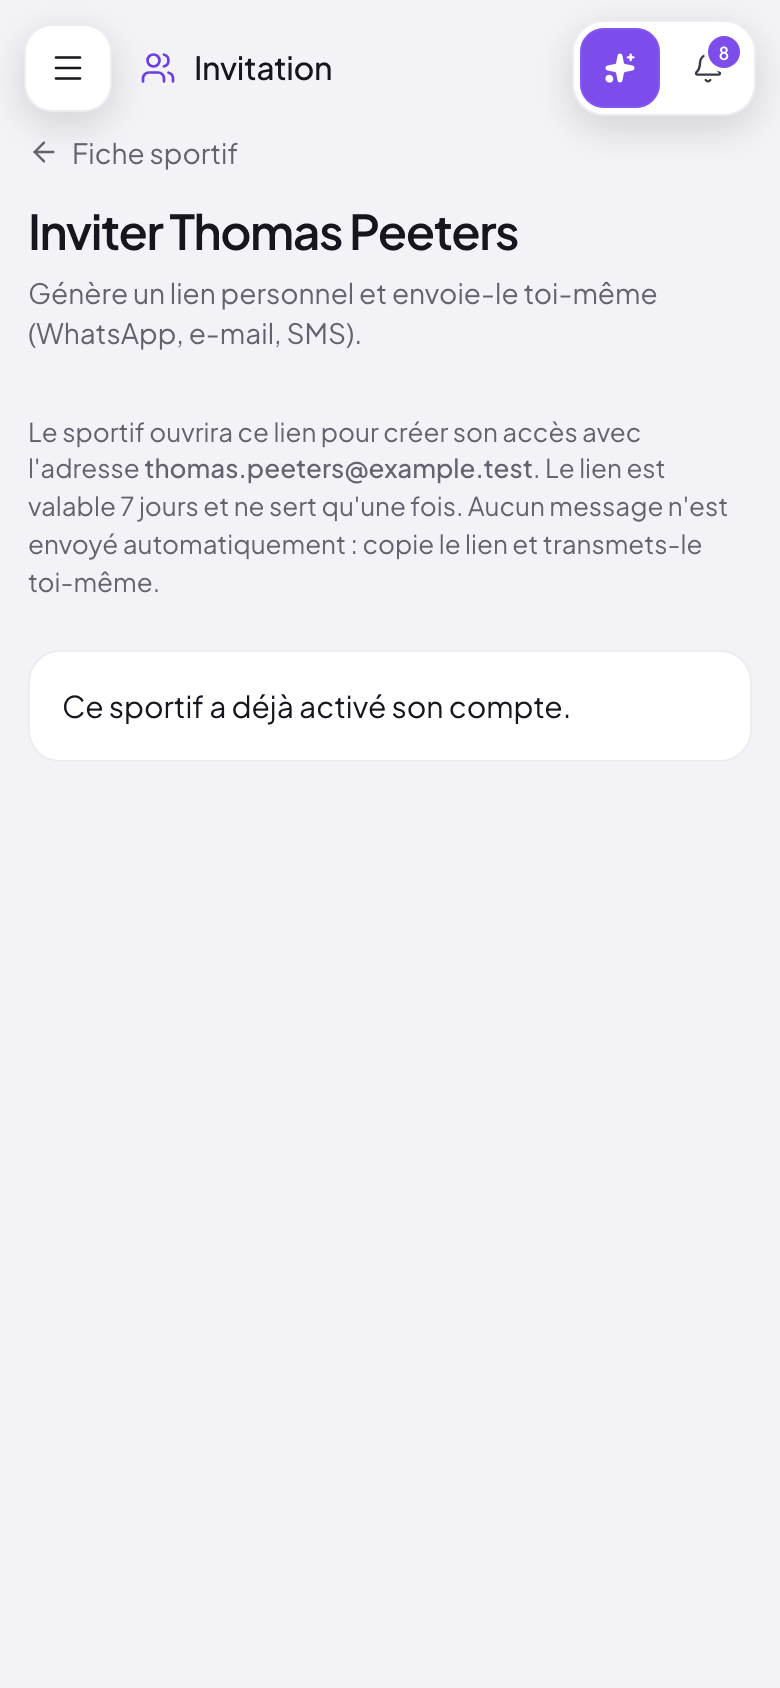 Invitation
8
Fiche sportif
Inviter Thomas Peeters
Génère un lien personnel et envoie-le toi-même
(WhatsApp, e-mail, SMS).
Le sportif ouvrira ce lien pour créer son accès avec
l'adresse thomas.peeters@example.test. Le lien est
valable 7 jours et ne sert qu'une fois. Aucun message n'est
envoyé automatiquement : copie le lien et transmets-le
toi-même.
Ce sportif a déjà activé son compte.